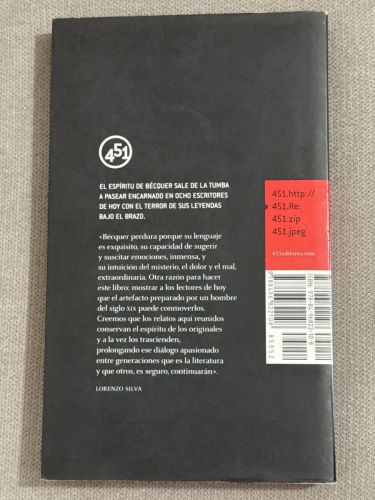 451
EL ESPÍRITU DE BÉCQUER SALE DE LA TUMBA
A PASEAR ENCARNADO EN OCHO ESCRITORES
DE HOY CON EL TERROR DE SUS LEYENDAS
BAJO EL BRAZO.
«Bécquer perdura porque su lenguaje
es exquisito, su capacidad de sugerir
y suscitar emociones, inmensa, y
su intuición del misterio, el dolor y el mal,
extraordinaria. Otra razón para hacer
este libro: mostrar a los lectores de hoy
que el artefacto preparado por un hombre
del siglo XIX puede conmoverlos.
Creemos que los relatos aquí reunidos
conservan el espíritu de los originales
y a la vez los trascienden,
prolongando ese diálogo apasionado
entre generaciones que es la literatura
y que otros, es seguro, continuarán».
LORENZO SILVA
451.http://
451.Re:
451.zip
451.jpeg
451editores.com